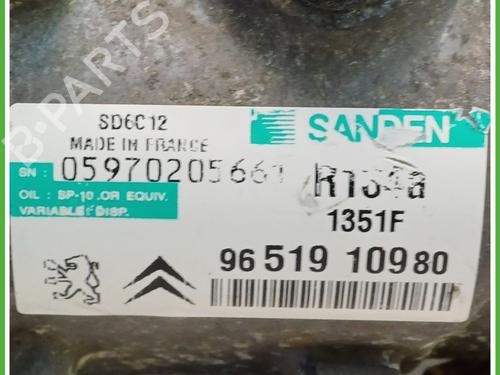 SD6C12
MADE IN FRANCE
SANDEN
SN : 05970205661
R134a
OIL : SP-10 .OR EQUIV.
VARIABLE DISP.
1351F
96 519 109 80
B-PARTS